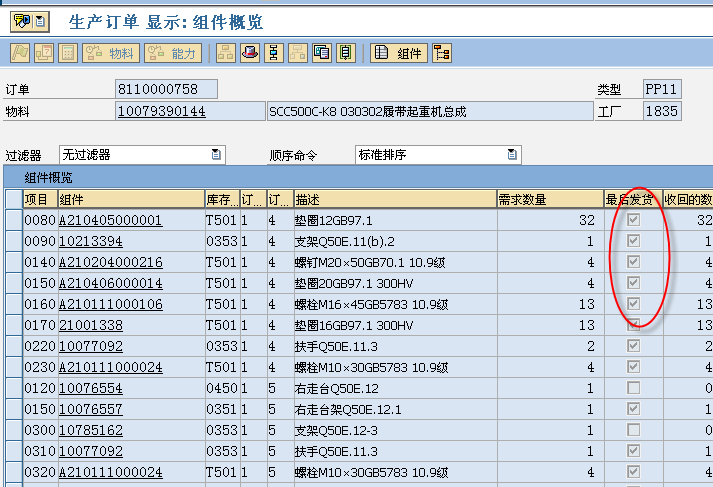 生产订单 显示: 组件概览
物料 能力 组件
订单 8110000758 类型 PP11
物料 10079390144 SCC500C-K8 030302履带起重机总成 工厂 1835
过滤器 无过滤器 顺序命令 标准排序
组件概览
项目 组件 库存... 订... 订... 描述 需求数量 最后发货 收回的数
0080 A210405000001 T501 1 4 垫圈12GB97.1 32 32
0090 10213394 0353 1 4 支架Q50E.11(b).2 1 1
0140 A210204000216 T501 1 4 螺钉M20×50GB70.1 10.9级 4 4
0150 A210406000014 T501 1 4 垫圈20GB97.1 300HV 4 4
0160 A210111000106 T501 1 4 螺栓M16×45GB5783 10.9级 13 13
0170 21001338 T501 1 4 垫圈16GB97.1 300HV 13 13
0220 10077092 0353 1 4 扶手Q50E.11.3 2 2
0230 A210111000024 T501 1 4 螺栓M10×30GB5783 10.9级 4 4
0120 10076554 0450 1 5 右走台Q50E.12 1 0
0150 10076557 0351 1 5 右走台架Q50E.12.1 1 1
0300 10785162 0353 1 5 支架Q50E.12-3 1 0
0310 10077092 0353 1 5 扶手Q50E.11.3 1 1
0320 A210111000024 T501 1 5 螺栓M10×30GB5783 10.9级 4 4